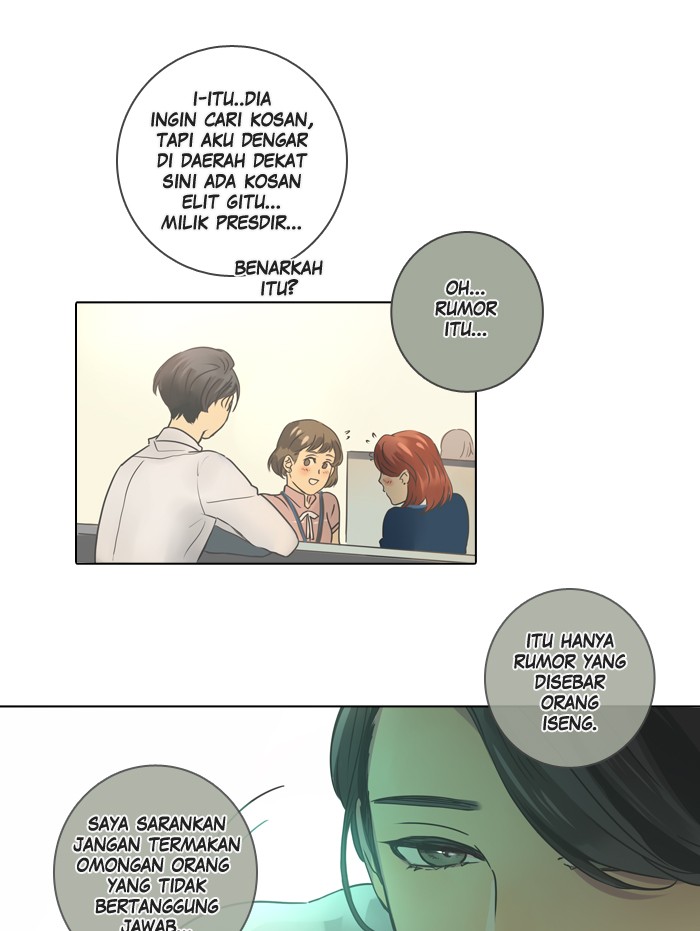 I-ITU..DIA
INGIN CARI KOSAN,
TAPI AKU DENGAR
DI DAERAH DEKAT
SINI ADA KOSAN
ELIT GITU...
MILIK PRESDIR...
BENARKAH
ITU?
OH...
RUMOR
ITU...
ITU HANYA
RUMOR YANG
DISEBAR
ORANG
ISENG.
SAYA SARANKAN
JANGAN TERMAKAN
OMONGAN ORANG
YANG TIDAK
BERTANGGUNG
JAWAB...